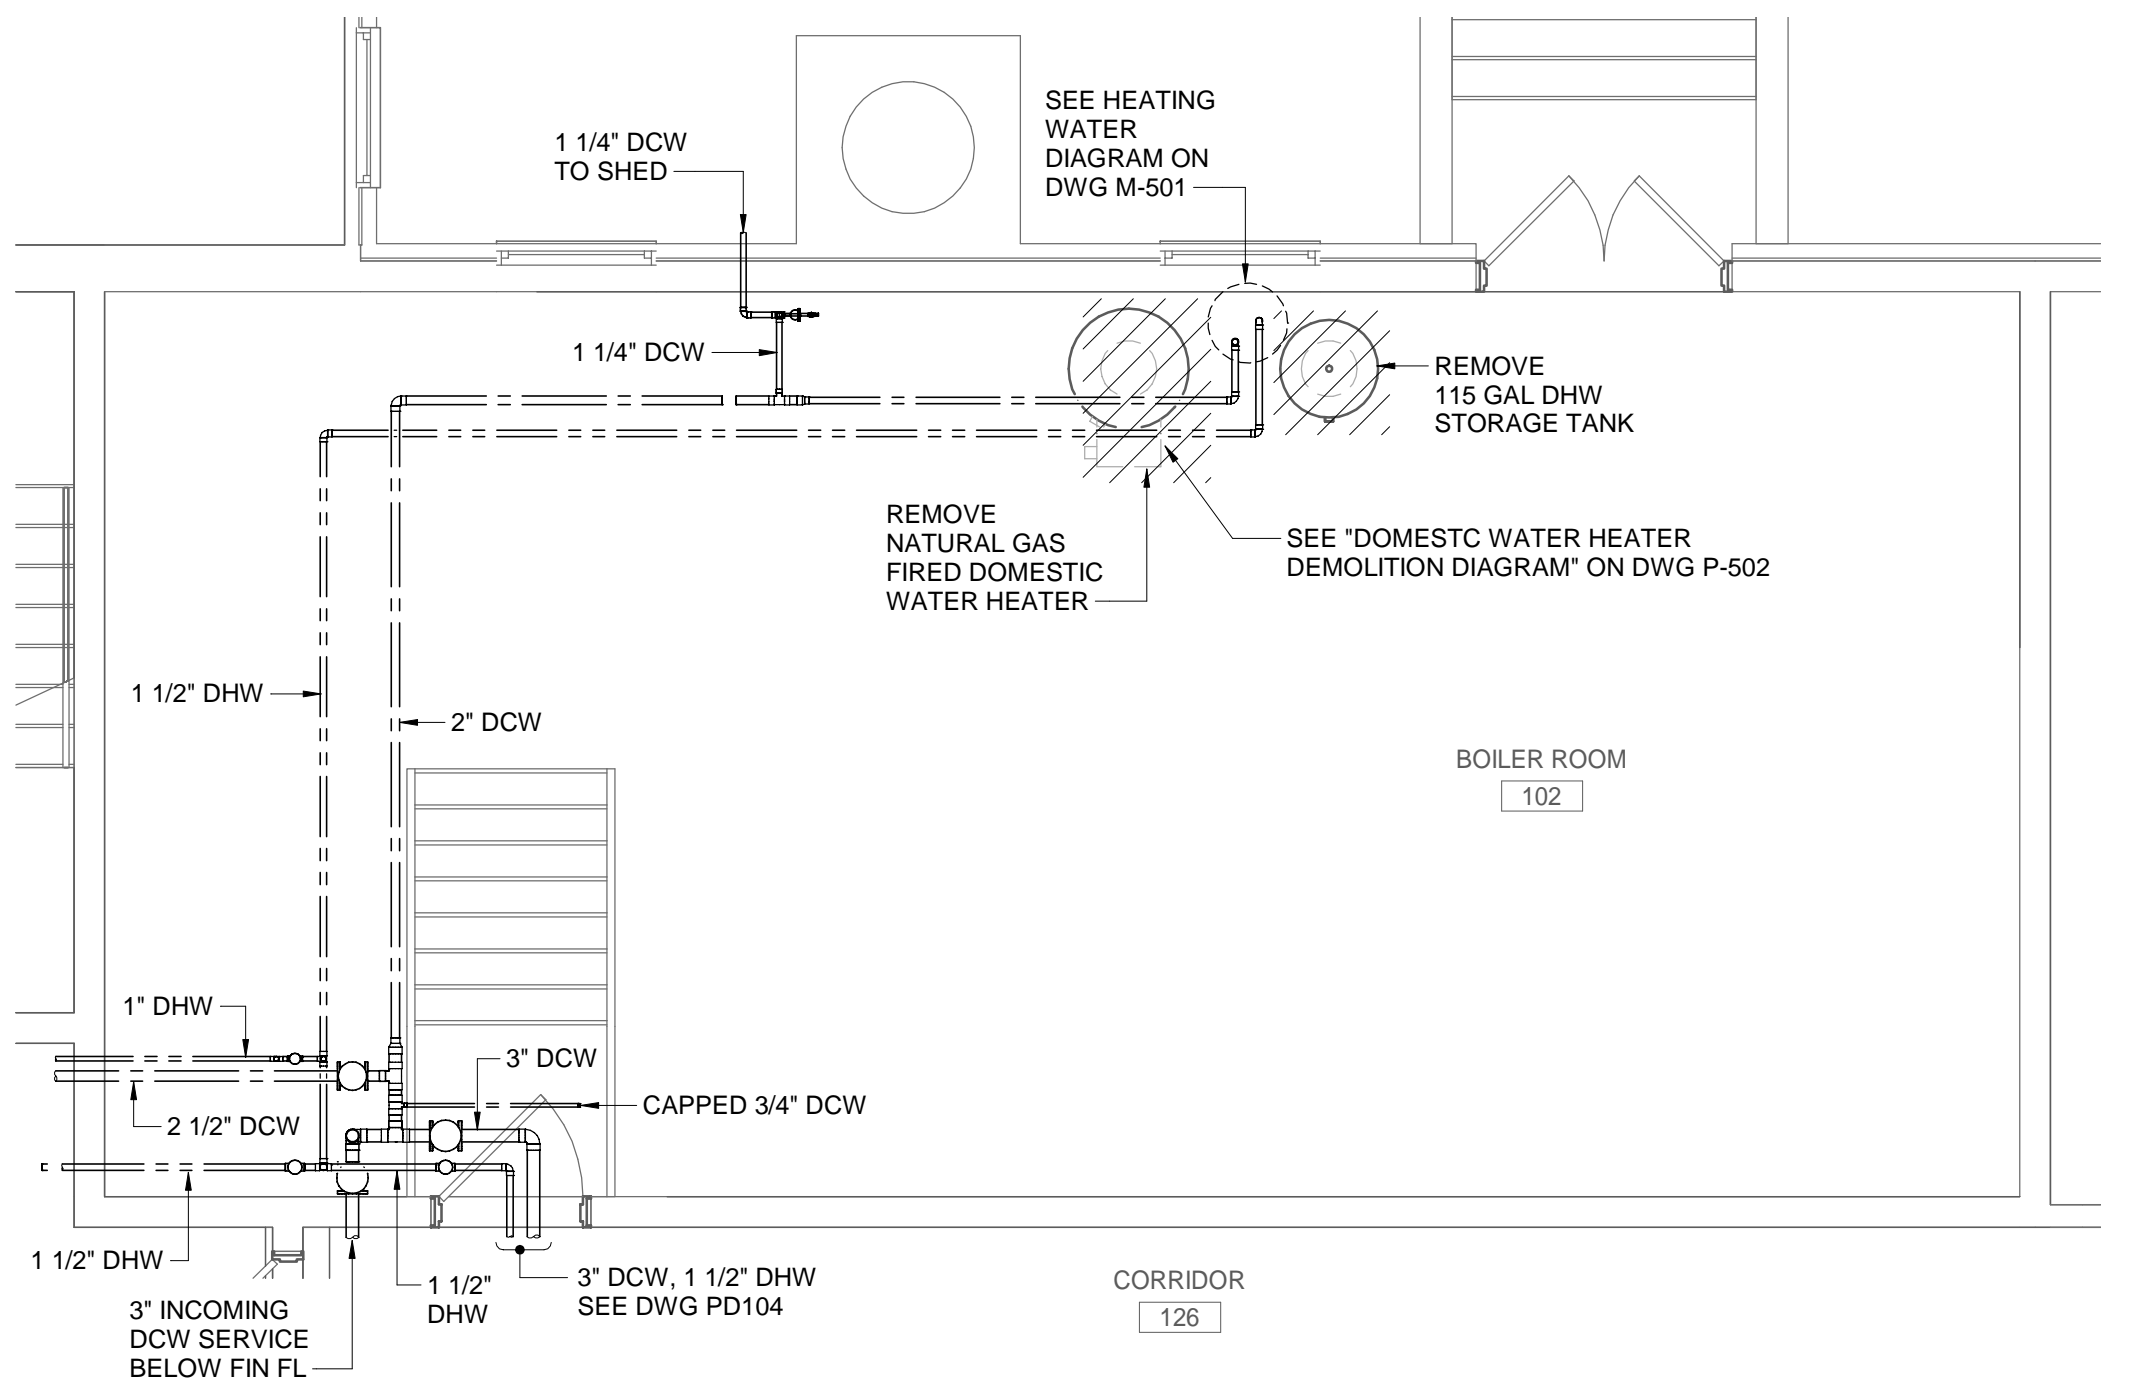 SEE HEATING
WATER
DIAGRAM ON
DWG M-501
1 1/4" DCW
TO SHED
1 1/4" DCW
REMOVE
115 GAL DHW
STORAGE TANK
REMOVE
NATURAL GAS
FIRED DOMESTIC
WATER HEATER
SEE "DOMESTC WATER HEATER
DEMOLITION DIAGRAM" ON DWG P-502
1 1/2" DHW
2" DCW
BOILER ROOM
102
1" DHW
3" DCW
CAPPED 3/4" DCW
2 1/2" DCW
1 1/2" DHW
3" INCOMING
DCW SERVICE
BELOW FIN FL
1 1/2"
DHW
3" DCW, 1 1/2" DHW
SEE DWG PD104
CORRIDOR
126